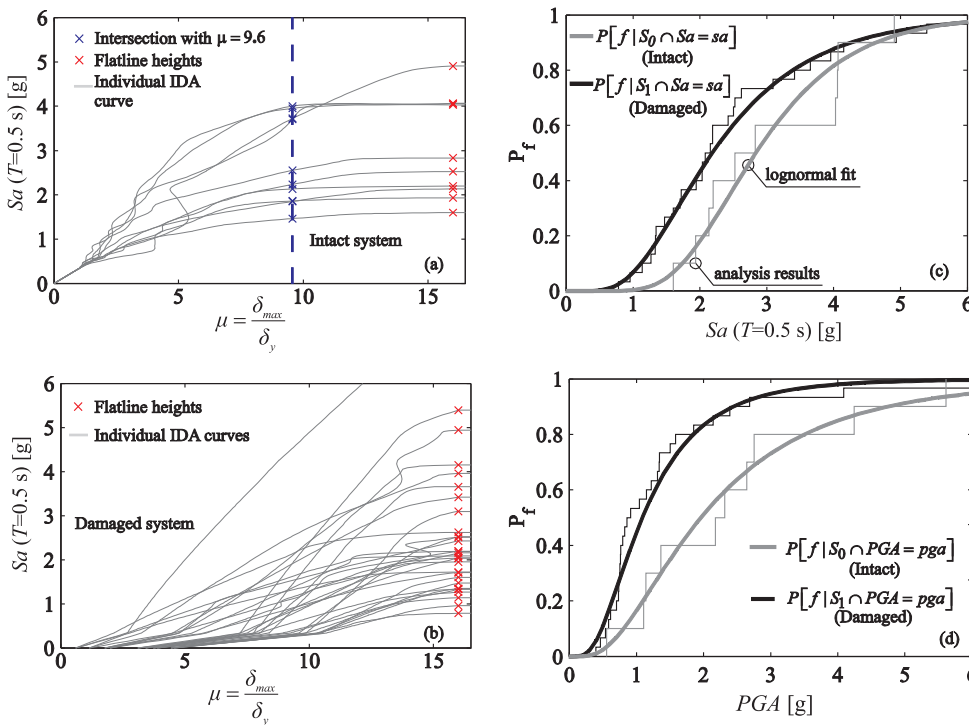 6
5
4
3
2
1
0
Sa (T=0.5 s) [g]
Intersection with μ = 9.6
Flatline heights
Individual IDA
curve
Intact system
(a)
0
5
10
15
μ = δmax / δy
6
5
4
3
2
1
0
Sa (T=0.5 s) [g]
Flatline heights
Individual IDA curves
Damaged system
(b)
0
5
10
15
μ = δmax / δy
1
0.8
0.6
0.4
0.2
0
Pf
P[f | S0 ∩ Sa = sa]
(Intact)
P[f | S1 ∩ Sa = sa]
(Damaged)
lognormal fit
analysis results
(c)
0
1
2
3
4
5
6
Sa (T=0.5 s) [g]
1
0.8
0.6
0.4
0.2
0
Pf
P[f | S0 ∩ PGA = pga]
(Intact)
P[f | S1 ∩ PGA = pga]
(Damaged)
(d)
0
1
2
3
4
5
6
PGA [g]